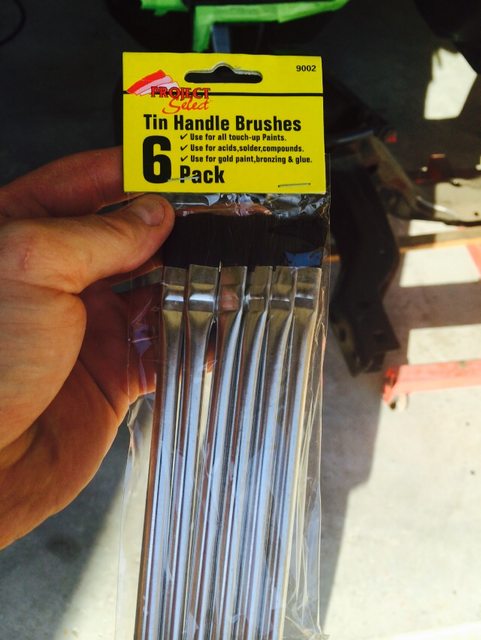 9002
PROJECT
Select
Tin Handle Brushes
✓ Use for all touch-up Paints.
✓ Use for acids,solder,compounds.
✓ Use for gold paint,bronzing & glue.
6 Pack